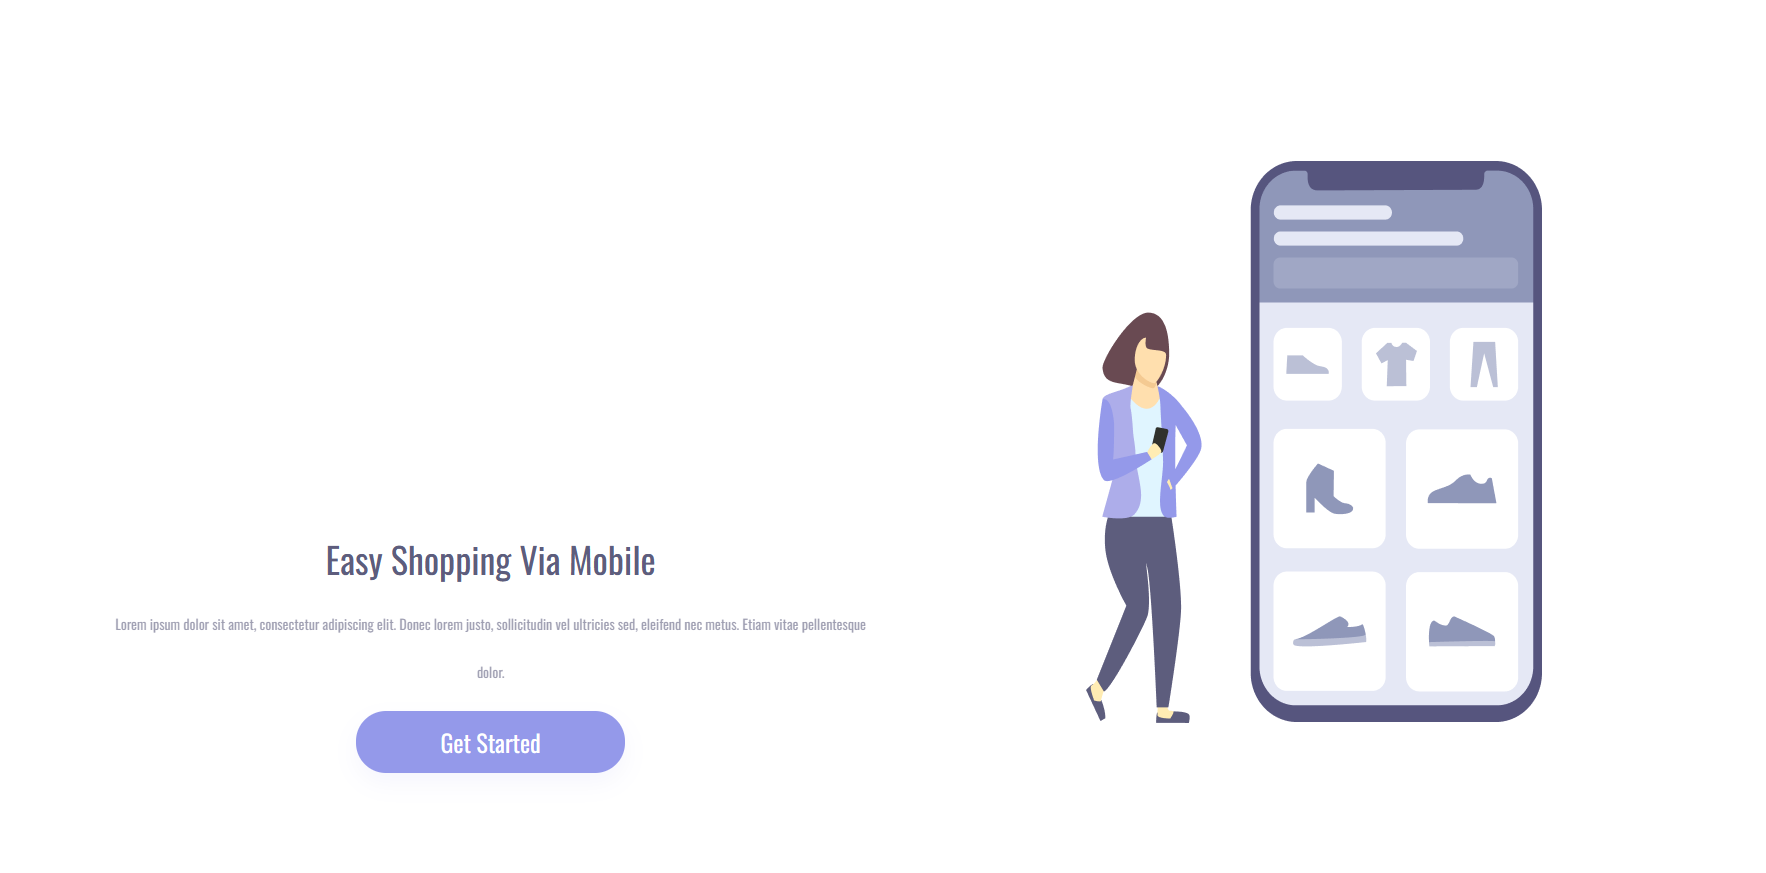 Easy Shopping Via Mobile
Lorem ipsum dolor sit amet, consectetur adipiscing elit. Donec lorem justo, sollicitudin vel ultricies sed, eleifend nec metus. Etiam vitae pellentesque
dolor.
Get Started